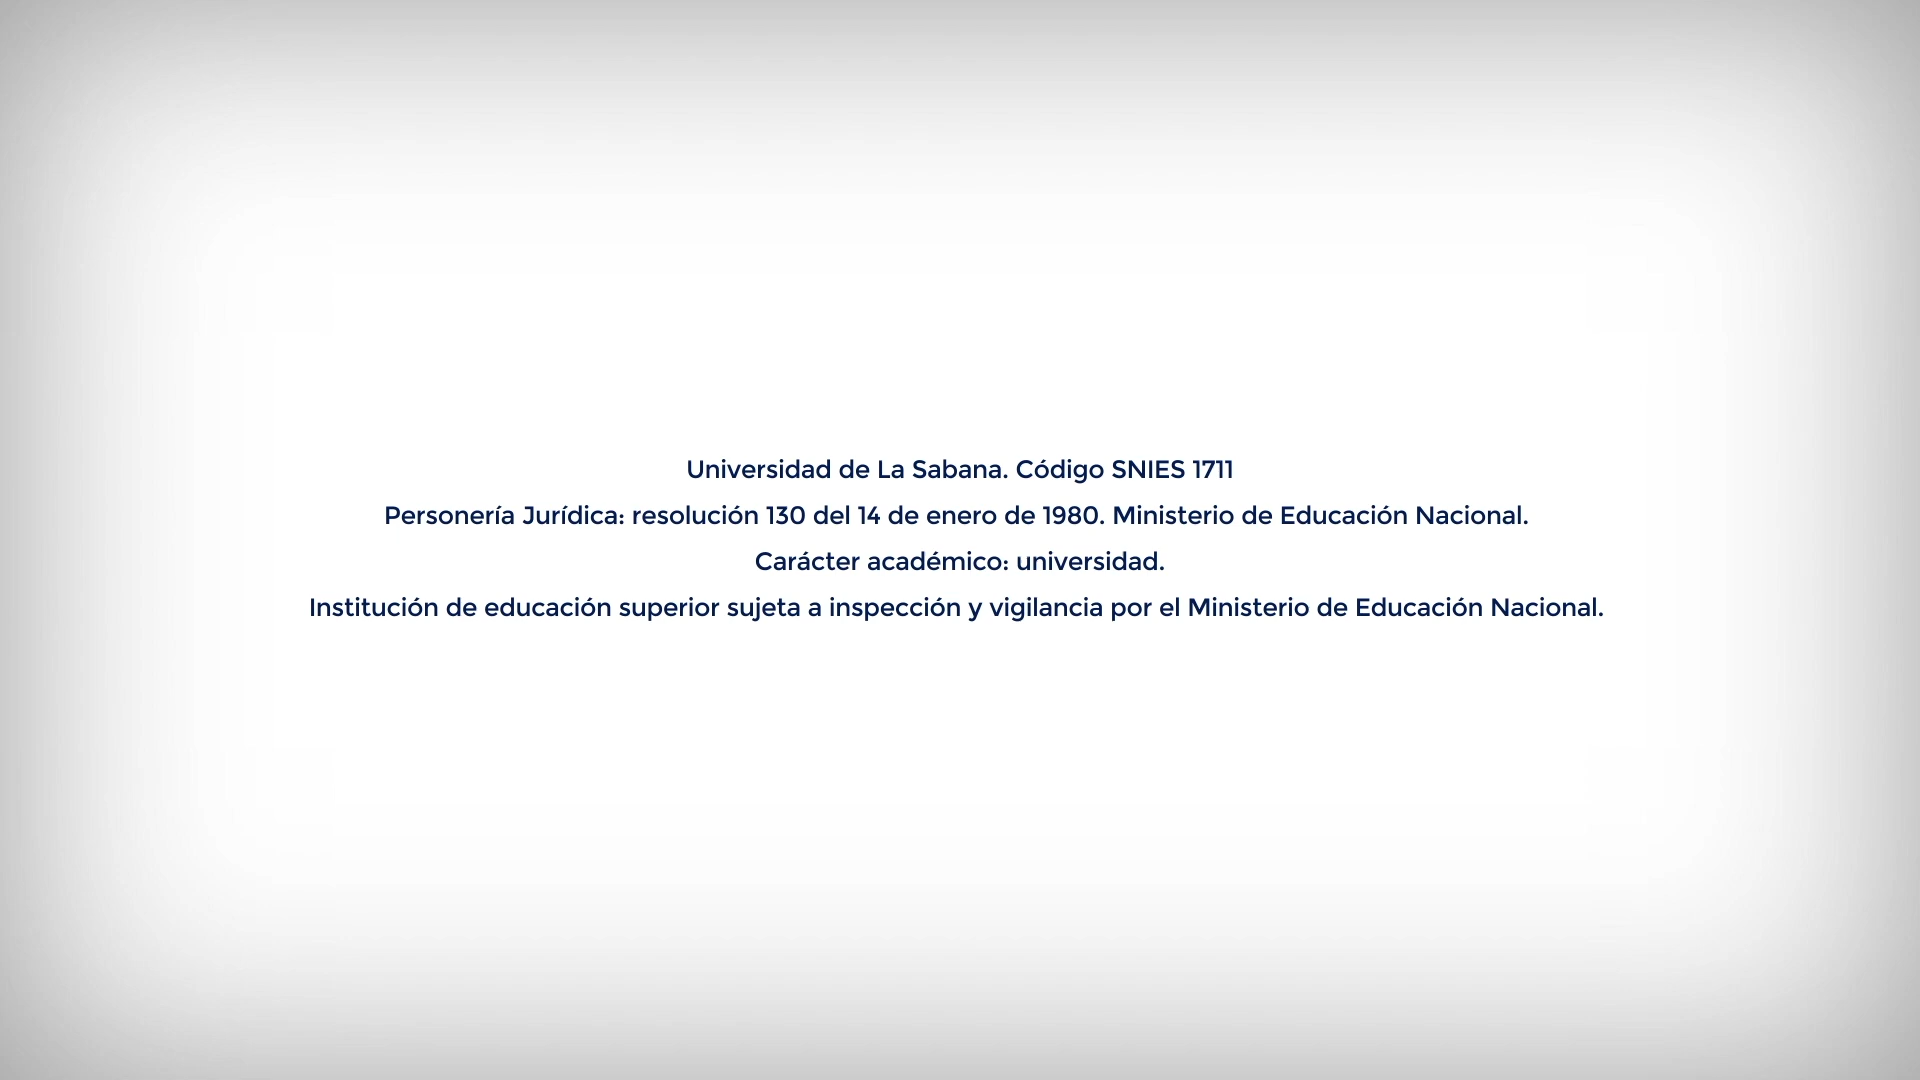 Universidad de La Sabana. Código SNIES 1711
Personería Jurídica: resolución 130 del 14 de enero de 1980. Ministerio de Educación Nacional.
Carácter académico: universidad.
Institución de educación superior sujeta a inspección y vigilancia por el Ministerio de Educación Nacional.